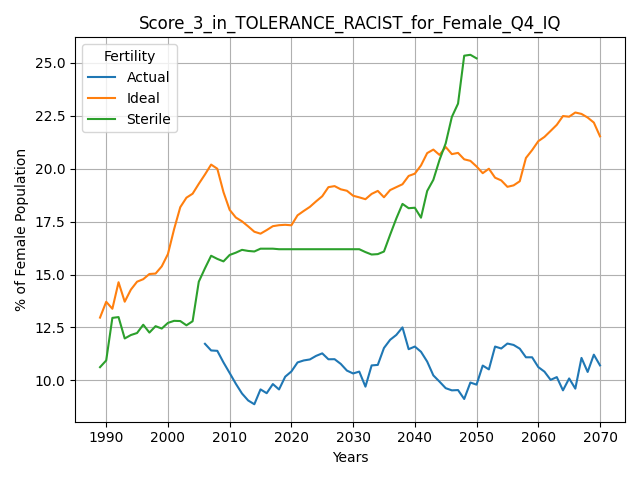 Score_3_in_TOLERANCE_RACIST_for_Female_Q4_IQ
Fertility
Actual
Ideal
Sterile
% of Female Population
25.0
22.5
20.0
17.5
15.0
12.5
10.0
1990 2000 2010 2020 2030 2040 2050 2060 2070
Years